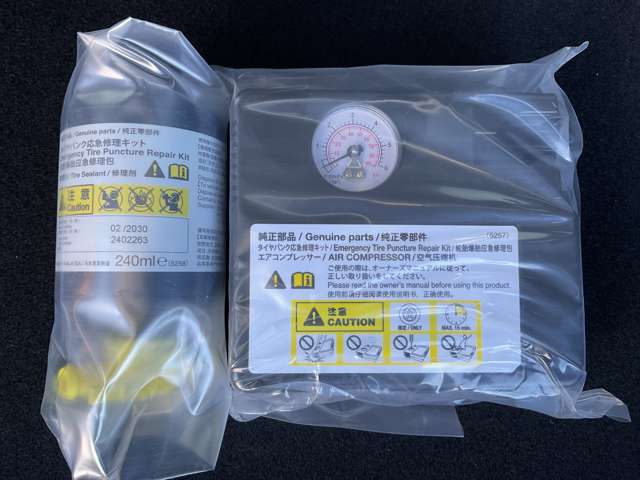 純正部品/Genuine parts/纯正零部件
タイヤパンク応急修理キット
Emergency Tire Puncture Repair Kit
轮胎爆胎应急修理包
/Tire Sealant/修理剂
注意
Caution
02/2030
2402263
240ml℮ (5258)
純正部品/Genuine parts/纯正零部件 (5257)
タイヤパンク応急修理キット/Emergency Tire Puncture Repair Kit/轮胎爆胎应急修理包
エアコンプレッサー/AIR COMPRESSOR/空气压缩机
ご使用の際は、オーナーズマニュアルに従って、
正しい取り扱いをしてください。
Please read the owner's manual before using this product.
使用前请仔细阅读使用说明书、正确使用。
注意
CAUTION
限定/ONLY
MAX. 15 min.